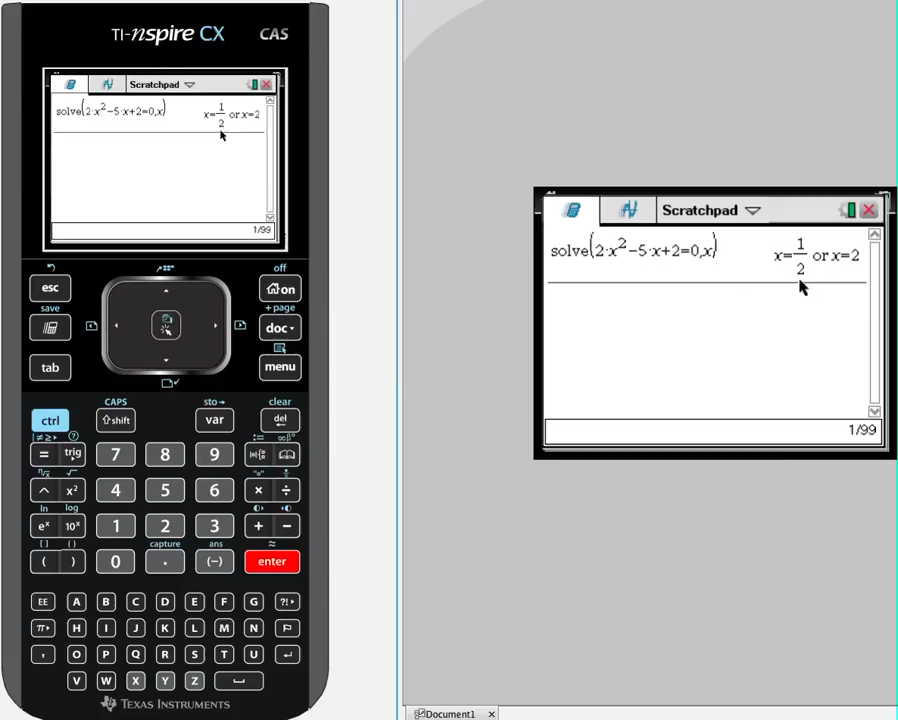 TI-nspire CX CAS
Scratchpad
solve(2·x²−5·x+2=0,x) x=1/2 or x=2
1/99
off
esc
on
save
+ page
doc
tab
menu
CAPS sto→ clear
ctrl shift var del
= trig 7 8 9
^ x² 4 5 6 × ÷
ln log
eˣ 10ˣ 1 2 3 + −
[ ] ( ) capture ans ≈
( ) 0 . (−) enter
EE A B C D E F G ?!
π H I J K L M N
, O P Q R S T U
V W X Y Z
TEXAS INSTRUMENTS
Scratchpad
solve(2·x²−5·x+2=0,x) x=1/2 or x=2
1/99
Document1